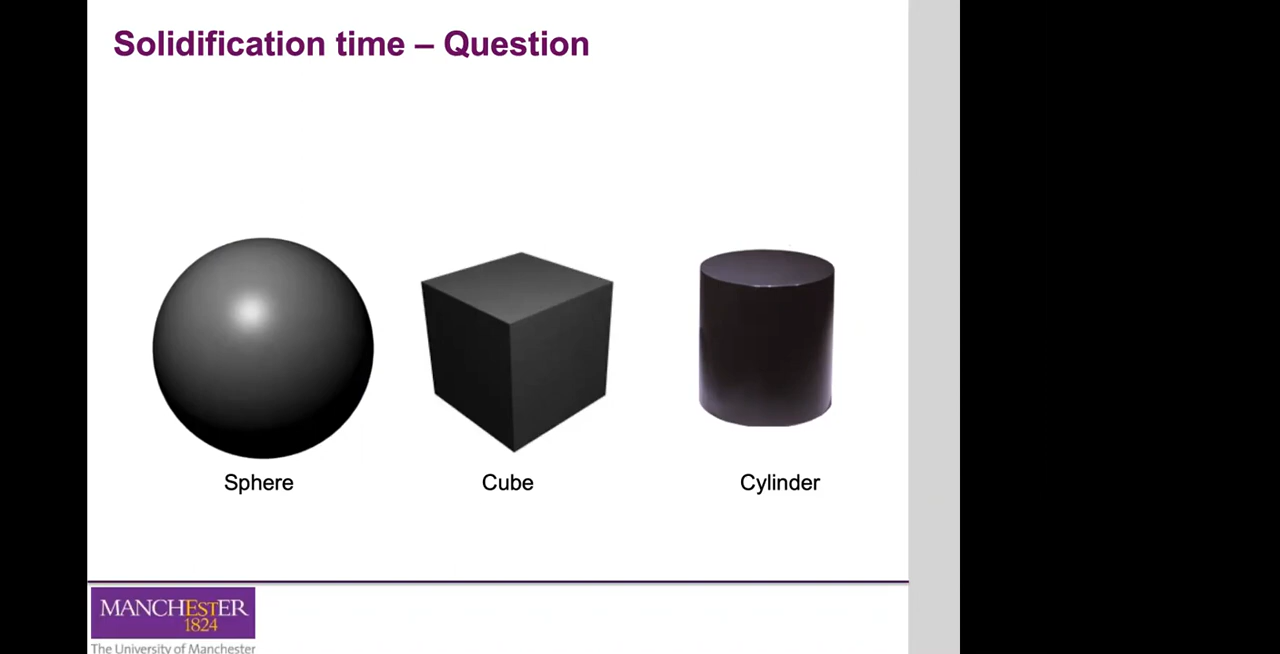 Solidification time – Question
Sphere
Cube
Cylinder
MANCHESTER
1824
The University of Manchester